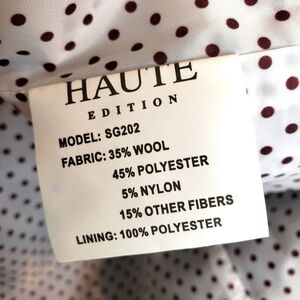 HAUTE
EDITION
MODEL: SG202
FABRIC: 35% WOOL
45% POLYESTER
5% NYLON
15% OTHER FIBERS
LINING: 100% POLYESTER